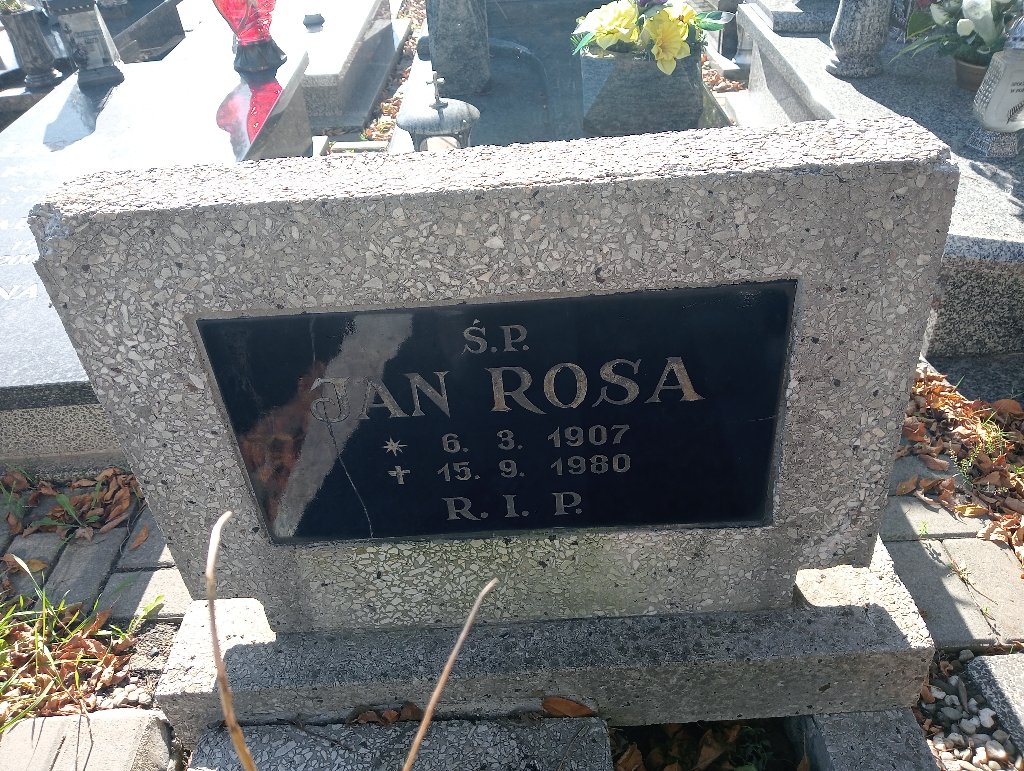 Ś.P.
JAN ROSA
* 6. 3. 1907
✝ 15. 9. 1980
R. I. P.